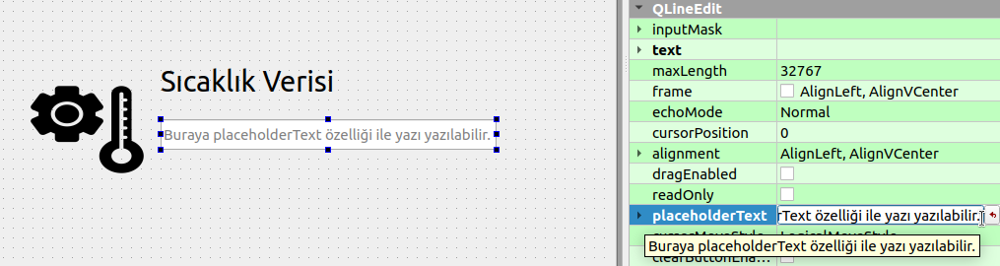 Sıcaklık Verisi
Buraya placeholderText özelliği ile yazı yazılabilir.
QLineEdit
inputMask
text
maxLength 32767
frame AlignLeft, AlignVCenter
echoMode Normal
cursorPosition 0
alignment AlignLeft, AlignVCenter
dragEnabled
readOnly
placeholderText rText özelliği ile yazı yazılabilir.
cursorMoveStyle LogicalMoveStyle
Buraya placeholderText özelliği ile yazı yazılabilir.
clearButtonEna...